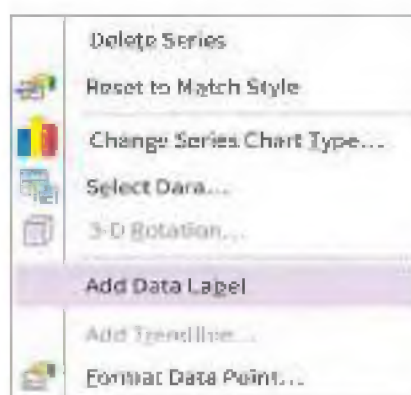 Delete Series
Reset to Match Style
Change Series Chart Type...
Select Data...
3-D Rotation...
Add Data Label
Add Trendline...
Format Data Point...